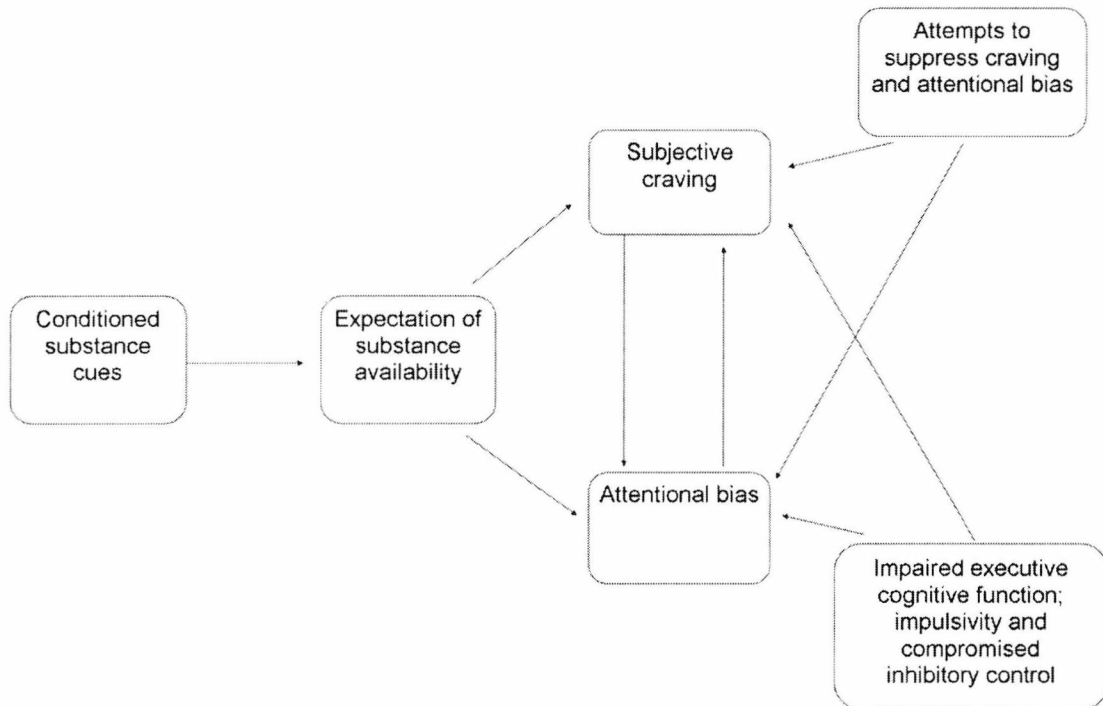 Attempts to
suppress craving
and attentional bias
Subjective
craving
Conditioned
substance
cues
Expectation of
substance
availability
Attentional bias
Impaired executive
cognitive function;
impulsivity and
compromised
inhibitory control